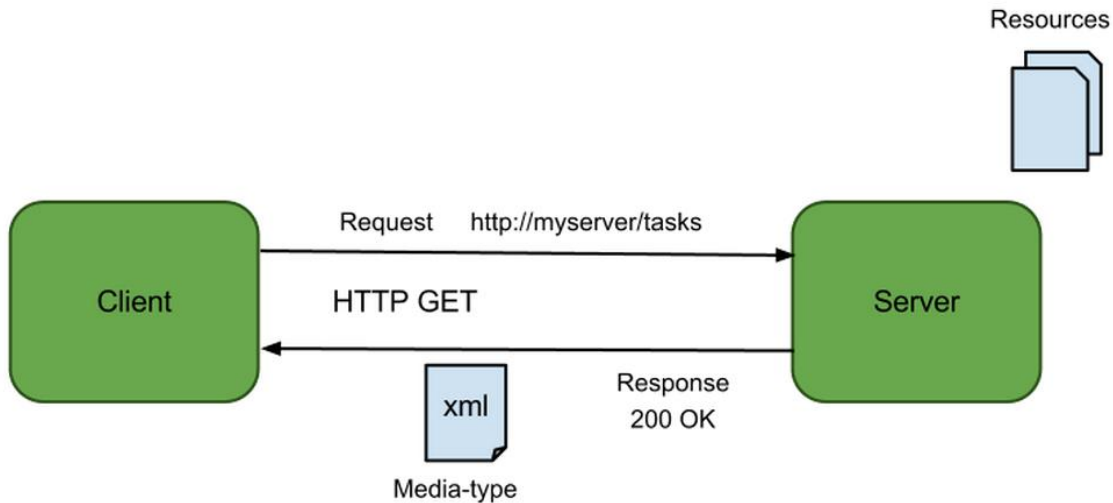 Resources
Request http://myserver/tasks
Client
HTTP GET
Server
xml
Response
200 OK
Media-type